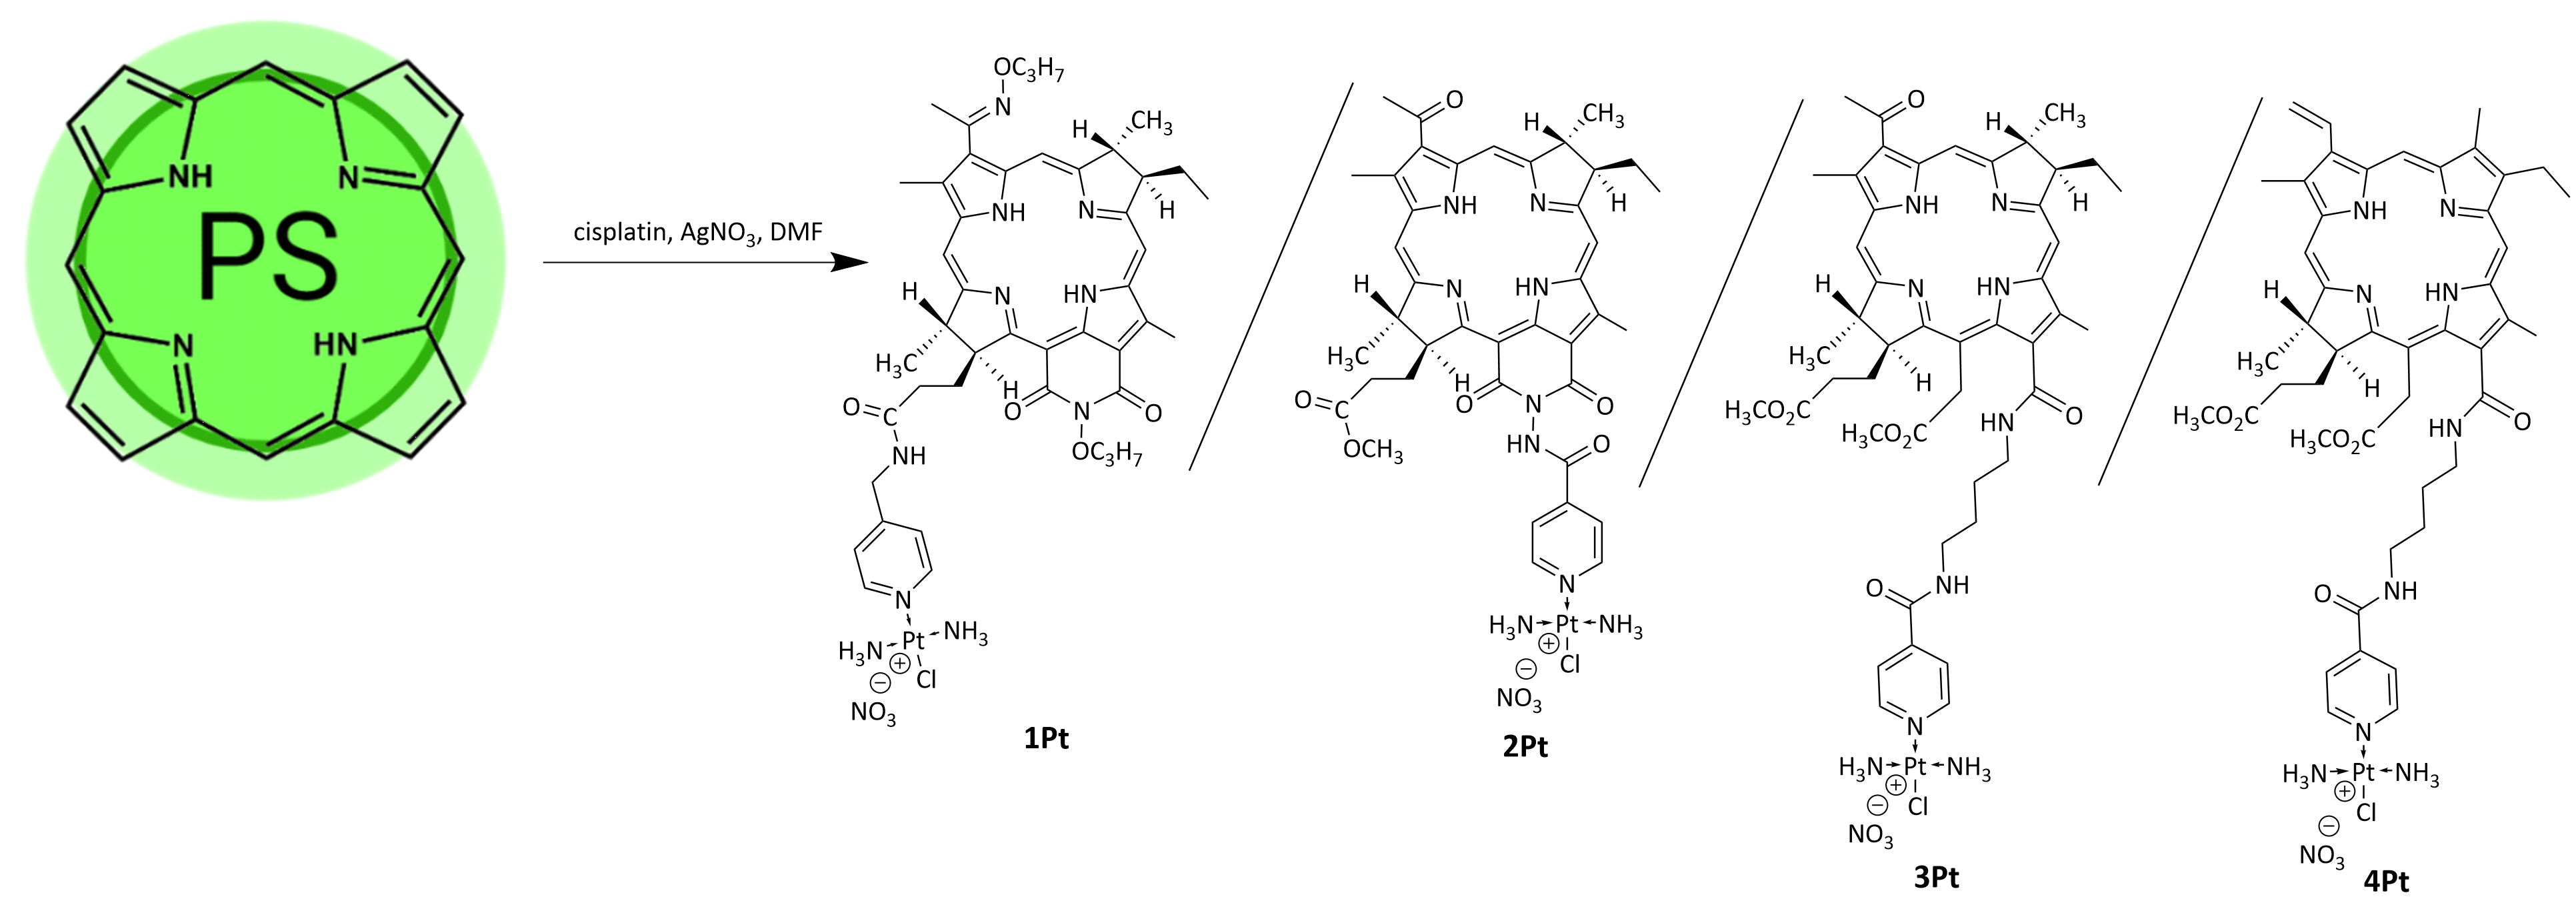 NH
N
PS
N
HN
cisplatin, AgNO3, DMF
OC3H7
N
H
CH3
NH
N
H
H
N
HN
H3C
H
O
C
O
N
O
OC3H7
NH
N
H3N
Pt
NH3
Cl
NO3
1Pt
O
H
CH3
NH
N
H
H
N
HN
H3C
H
O
N
O
O
C
OCH3
HN
O
N
H3N
Pt
NH3
Cl
NO3
2Pt
O
H
CH3
NH
N
H
H
N
HN
H3C
H
H3CO2C
H3CO2C
HN
O
O
NH
N
H3N
Pt
NH3
Cl
NO3
3Pt
NH
N
H
N
HN
H3C
H
H3CO2C
H3CO2C
HN
O
O
NH
N
H3N
Pt
NH3
Cl
NO3
4Pt